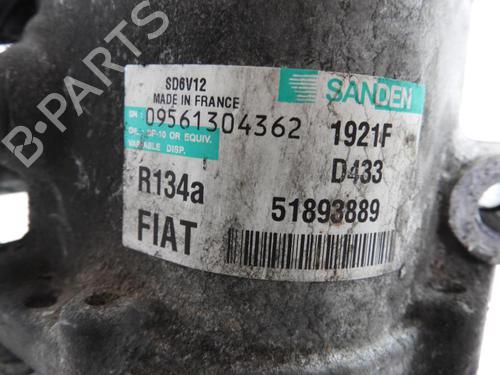 SD6V12
MADE IN FRANCE
SANDEN
SN : 09561304362
1921F
OIL : SP-10 OR EQUIV.
VARIABLE DISP.
D433
R134a
51893889
FIAT
B-PARTS